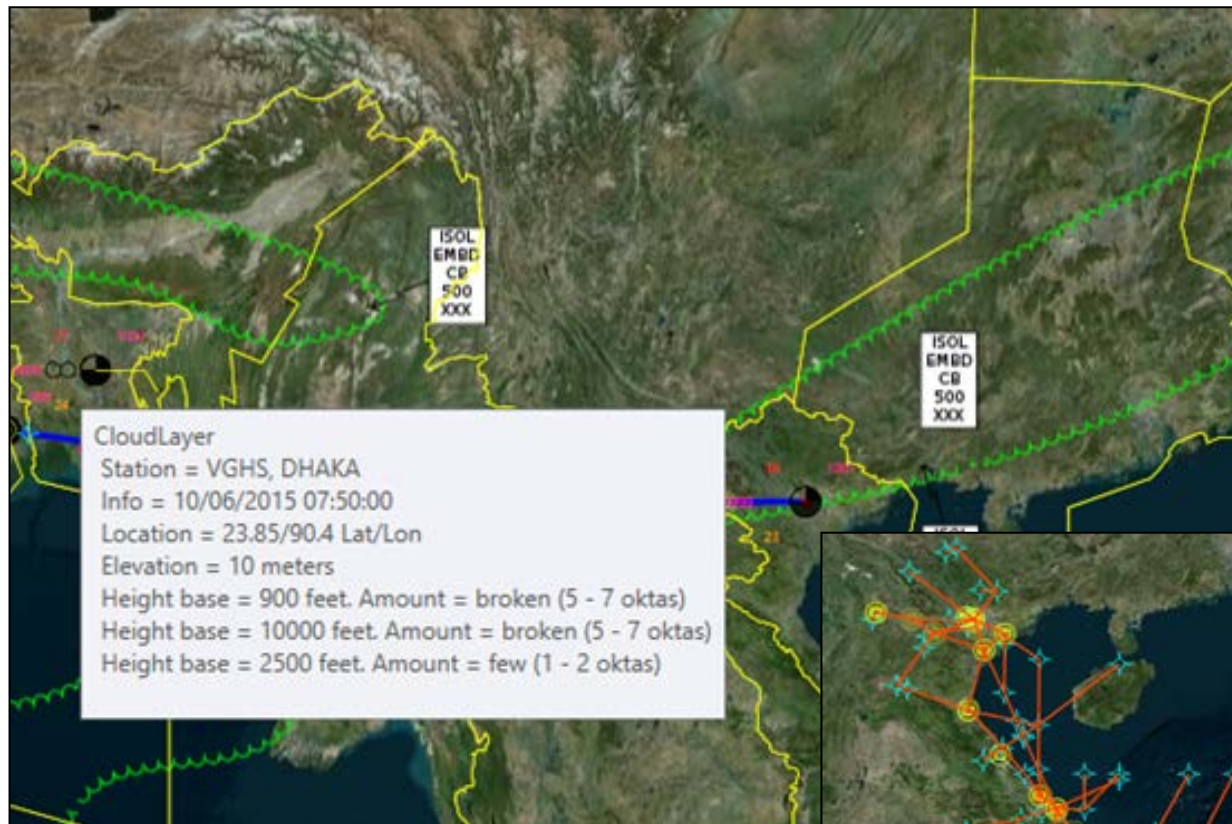 ISOL
EMBD
CB
500
XXX
ISOL
EMBD
CB
500
XXX
CloudLayer
Station = VGHS, DHAKA
Info = 10/06/2015 07:50:00
Location = 23.85/90.4 Lat/Lon
Elevation = 10 meters
Height base = 900 feet. Amount = broken (5 - 7 oktas)
Height base = 10000 feet. Amount = broken (5 - 7 oktas)
Height base = 2500 feet. Amount = few (1 - 2 oktas)
23